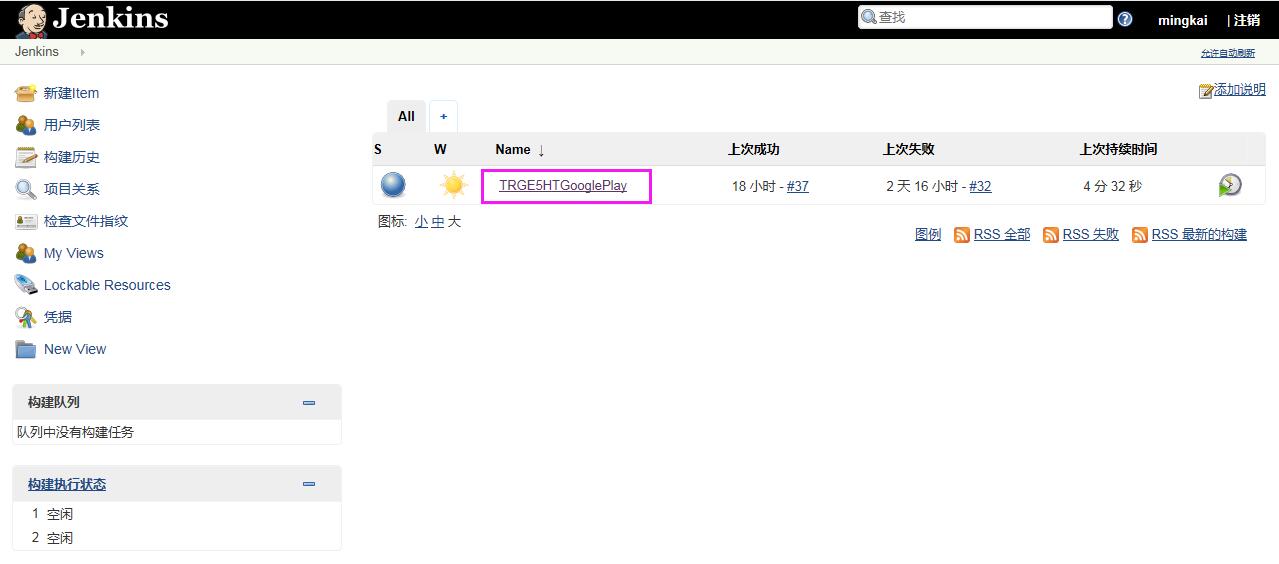 Jenkins
查找
mingkai | 注销
Jenkins
允许自动刷新
新建Item
用户列表
构建历史
项目关系
检查文件指纹
My Views
Lockable Resources
凭据
New View
构建队列
队列中没有构建任务
构建执行状态
1 空闲
2 空闲
添加说明
All +
S W Name ↓ 上次成功 上次失败 上次持续时间
TRGE5HTGooglePlay 18 小时 - #37 2 天 16 小时 - #32 4 分 32 秒
图标: 小 中 大
图例 RSS 全部 RSS 失败 RSS 最新的构建